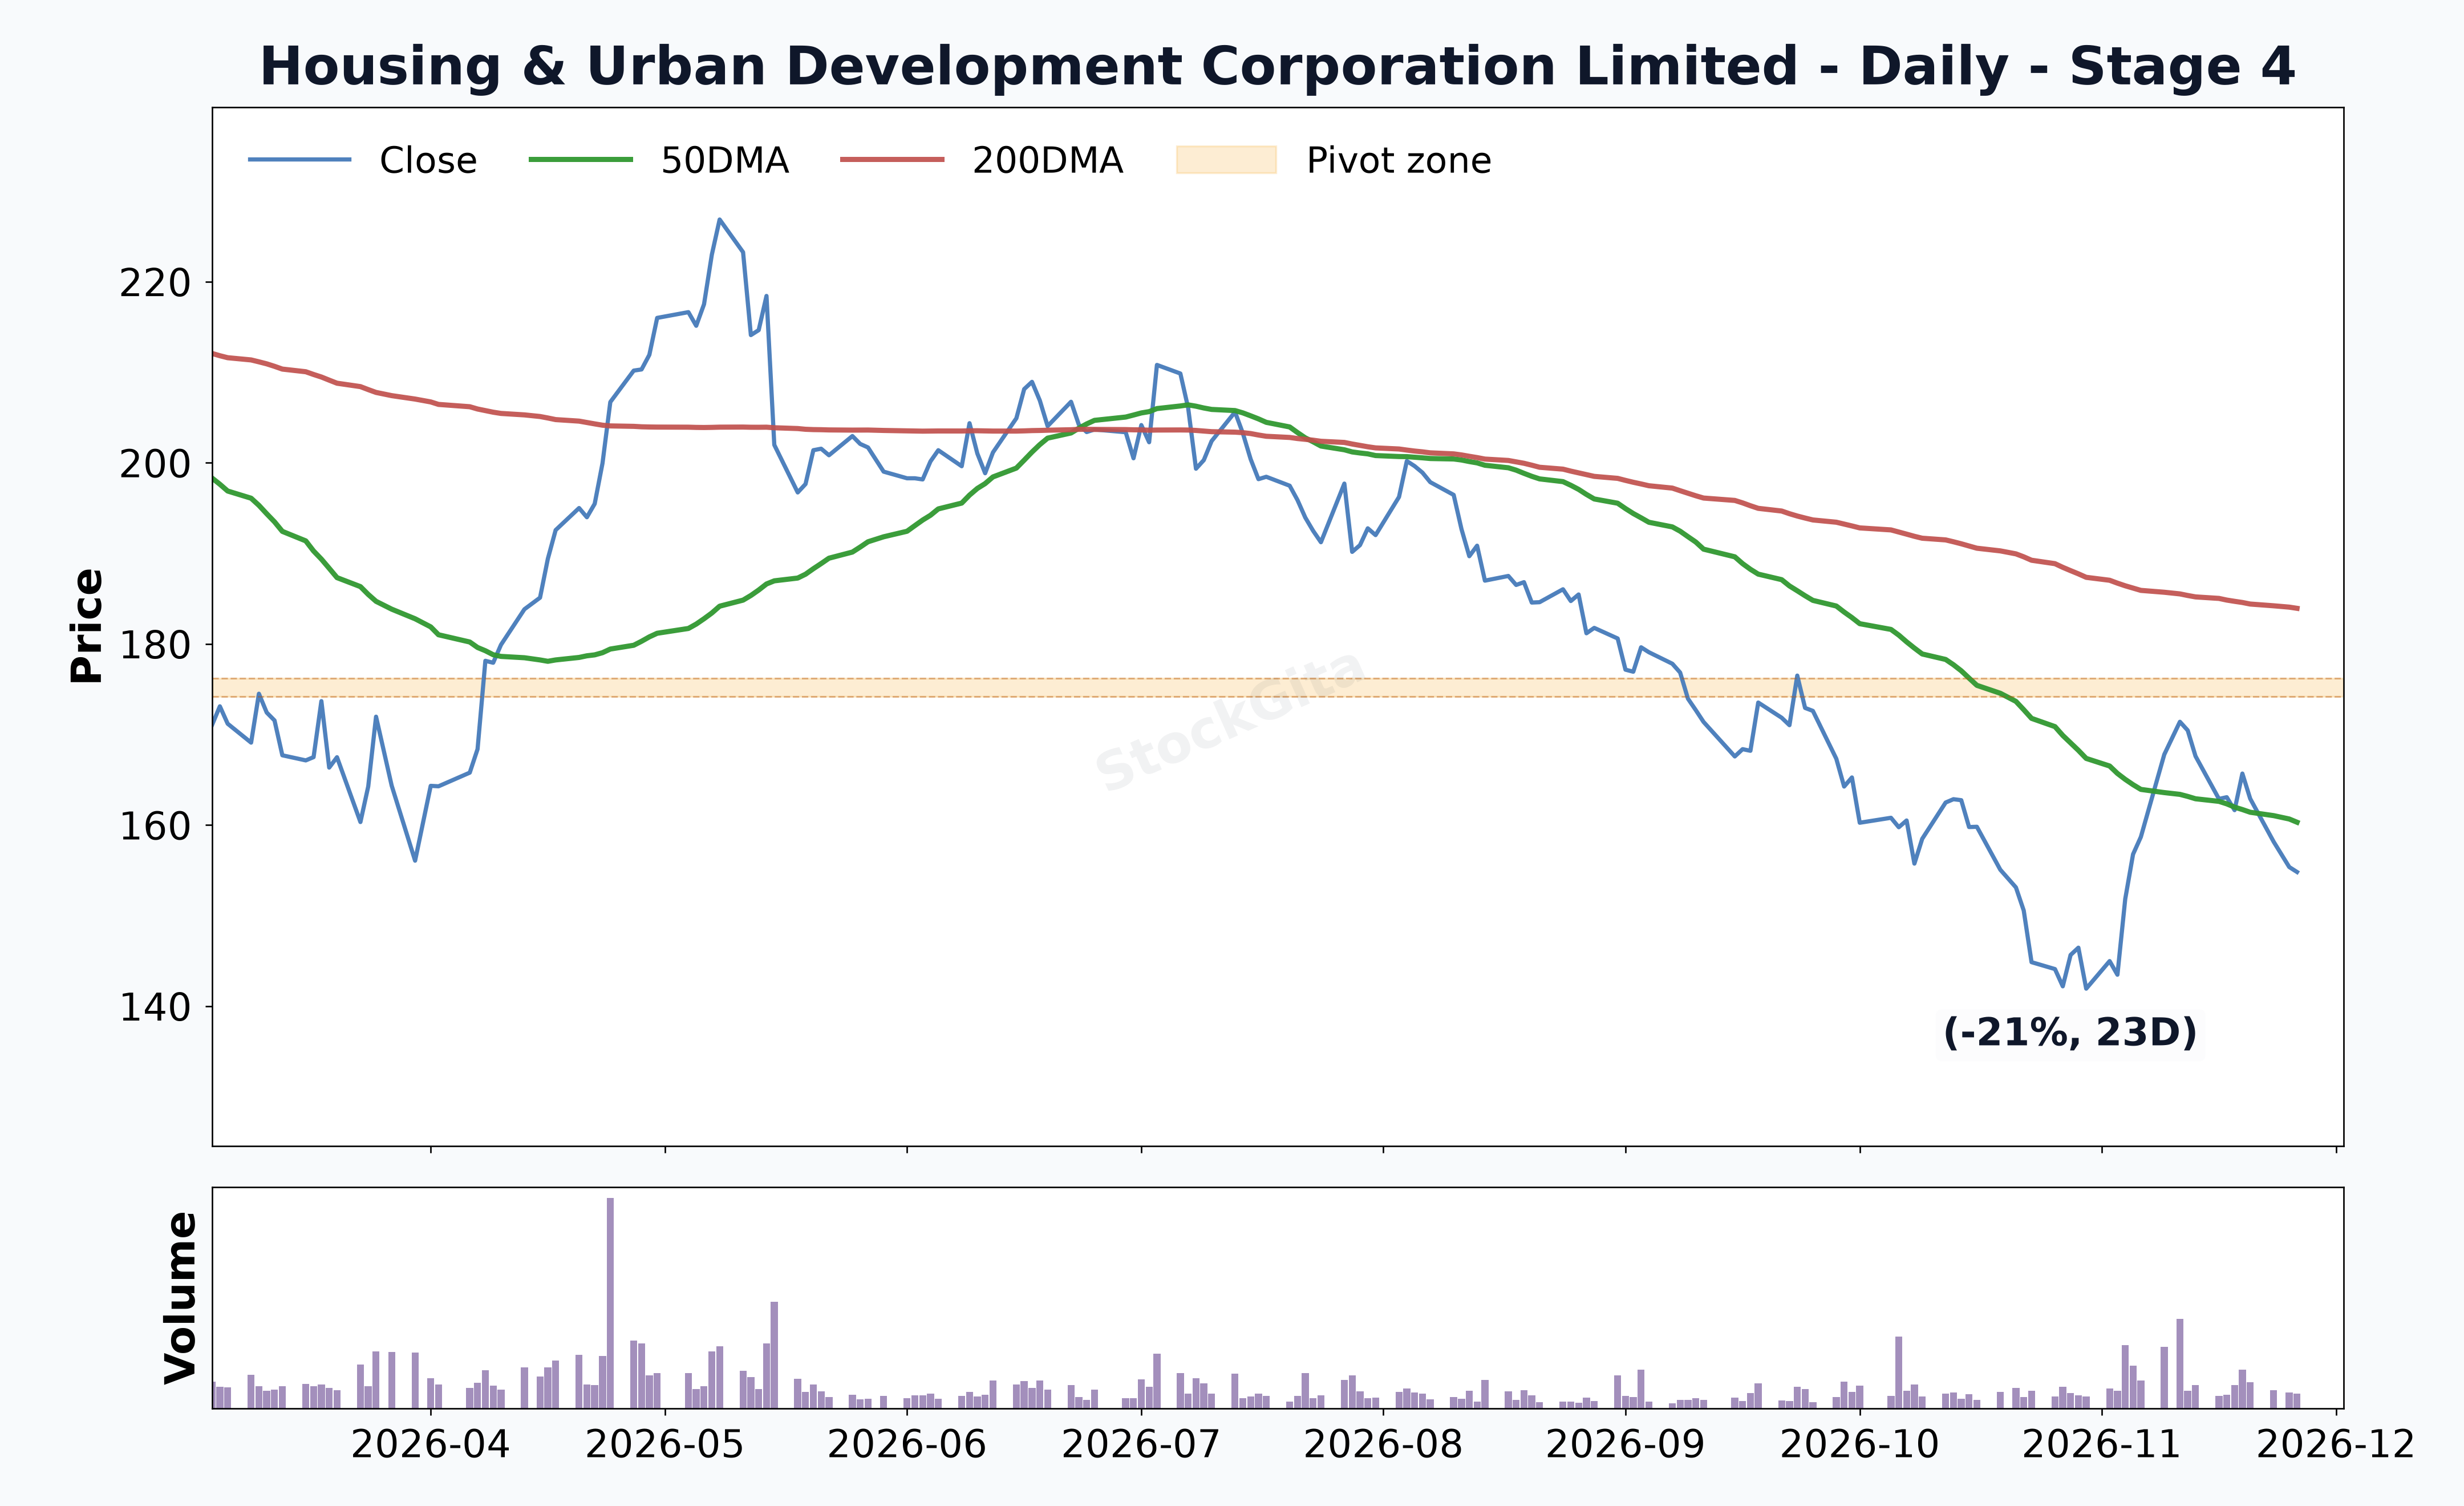 Housing & Urban Development Corporation Limited - Daily - Stage 4
Close 50DMA 200DMA Pivot zone
Price
220
200
180
160
140
StockGita
(-21%, 23D)
Volume
2026-04 2026-05 2026-06 2026-07 2026-08 2026-09 2026-10 2026-11 2026-12